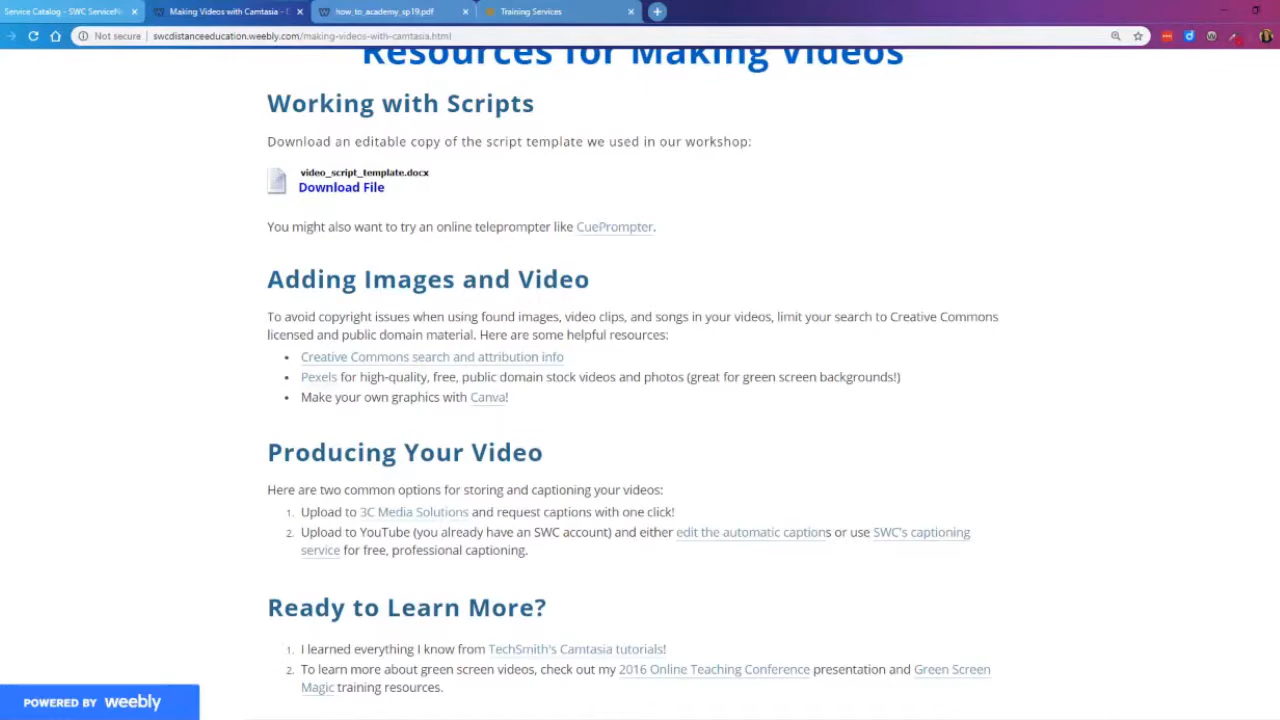 Service Catalog - SWC ServiceN
Making Videos with Camtasia -
how_to_academy_sp19.pdf
Training Services
Not secure | swcdistanceeducation.weebly.com/making-videos-with-camtasia.html
Resources for Making Videos
Working with Scripts
Download an editable copy of the script template we used in our workshop:
video_script_template.docx
Download File
You might also want to try an online teleprompter like CuePrompter.
Adding Images and Video
To avoid copyright issues when using found images, video clips, and songs in your videos, limit your search to Creative Commons
licensed and public domain material. Here are some helpful resources:
• Creative Commons search and attribution info
• Pexels for high-quality, free, public domain stock videos and photos (great for green screen backgrounds!)
• Make your own graphics with Canva!
Producing Your Video
Here are two common options for storing and captioning your videos:
1. Upload to 3C Media Solutions and request captions with one click!
2. Upload to YouTube (you already have an SWC account) and either edit the automatic captions or use SWC's captioning
service for free, professional captioning.
Ready to Learn More?
1. I learned everything I know from TechSmith's Camtasia tutorials!
2. To learn more about green screen videos, check out my 2016 Online Teaching Conference presentation and Green Screen
Magic training resources.
POWERED BY weebly